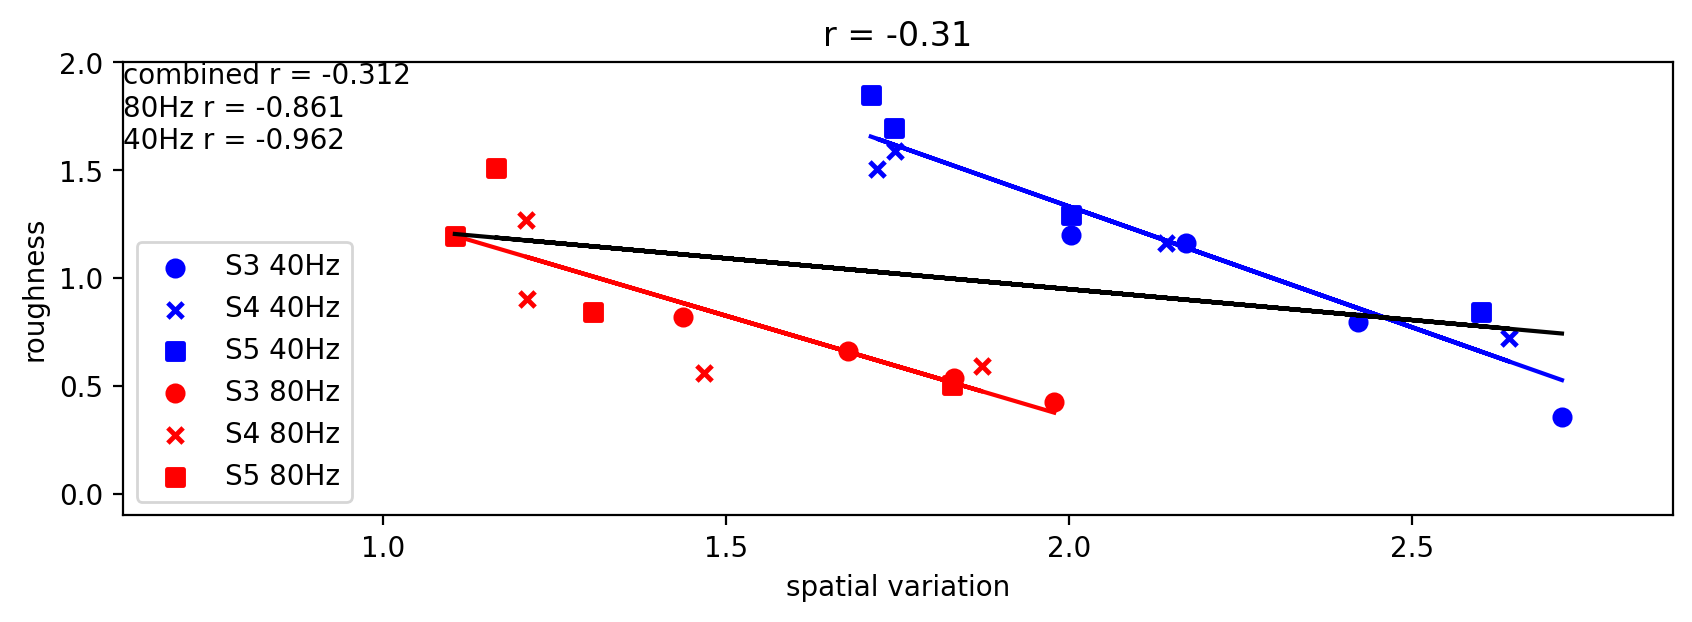 r = -0.31
combined r = -0.312
80Hz r = -0.861
40Hz r = -0.962
roughness
2.0
1.5
1.0
0.5
0.0
S3 40Hz
S4 40Hz
S5 40Hz
S3 80Hz
S4 80Hz
S5 80Hz
1.0 1.5 2.0 2.5
spatial variation